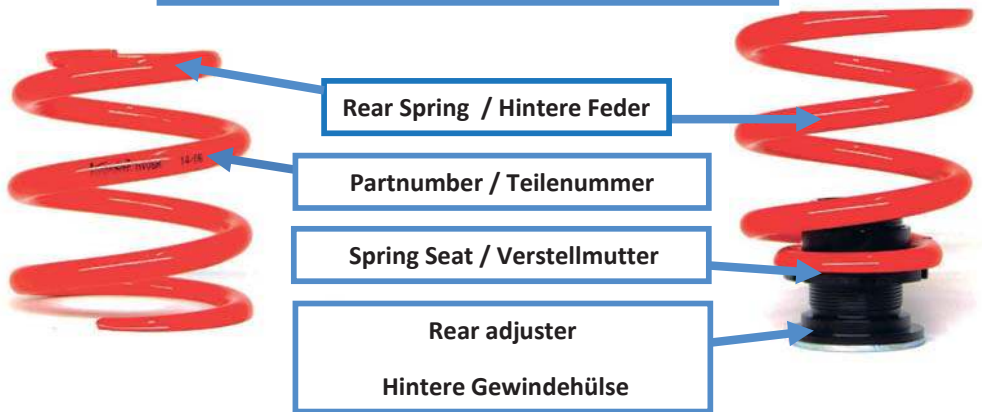 Rear Spring / Hintere Feder
Partnumber / Teilenummer
Spring Seat / Verstellmutter
Rear adjuster
Hintere Gewindehülse